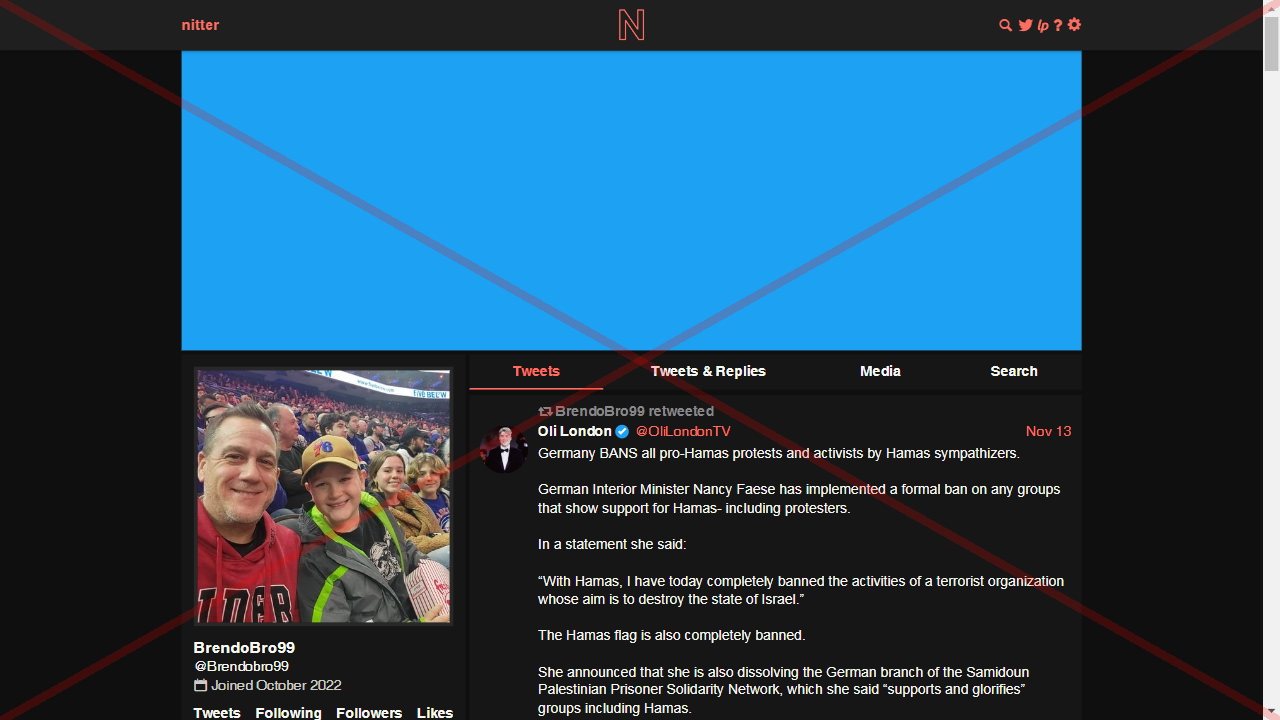 nitter
N
lp ?
Tweets
Tweets & Replies
Media
Search
BrendoBro99 retweeted
Oli London @OliLondonTV
Nov 13
Germany BANS all pro-Hamas protests and activists by Hamas sympathizers.
German Interior Minister Nancy Faese has implemented a formal ban on any groups
that show support for Hamas- including protesters.
In a statement she said:
“With Hamas, I have today completely banned the activities of a terrorist organization
whose aim is to destroy the state of Israel.”
The Hamas flag is also completely banned.
She announced that she is also dissolving the German branch of the Samidoun
Palestinian Prisoner Solidarity Network, which she said “supports and glorifies”
groups including Hamas.
BrendoBro99
@Brendobro99
Joined October 2022
Tweets Following Followers Likes